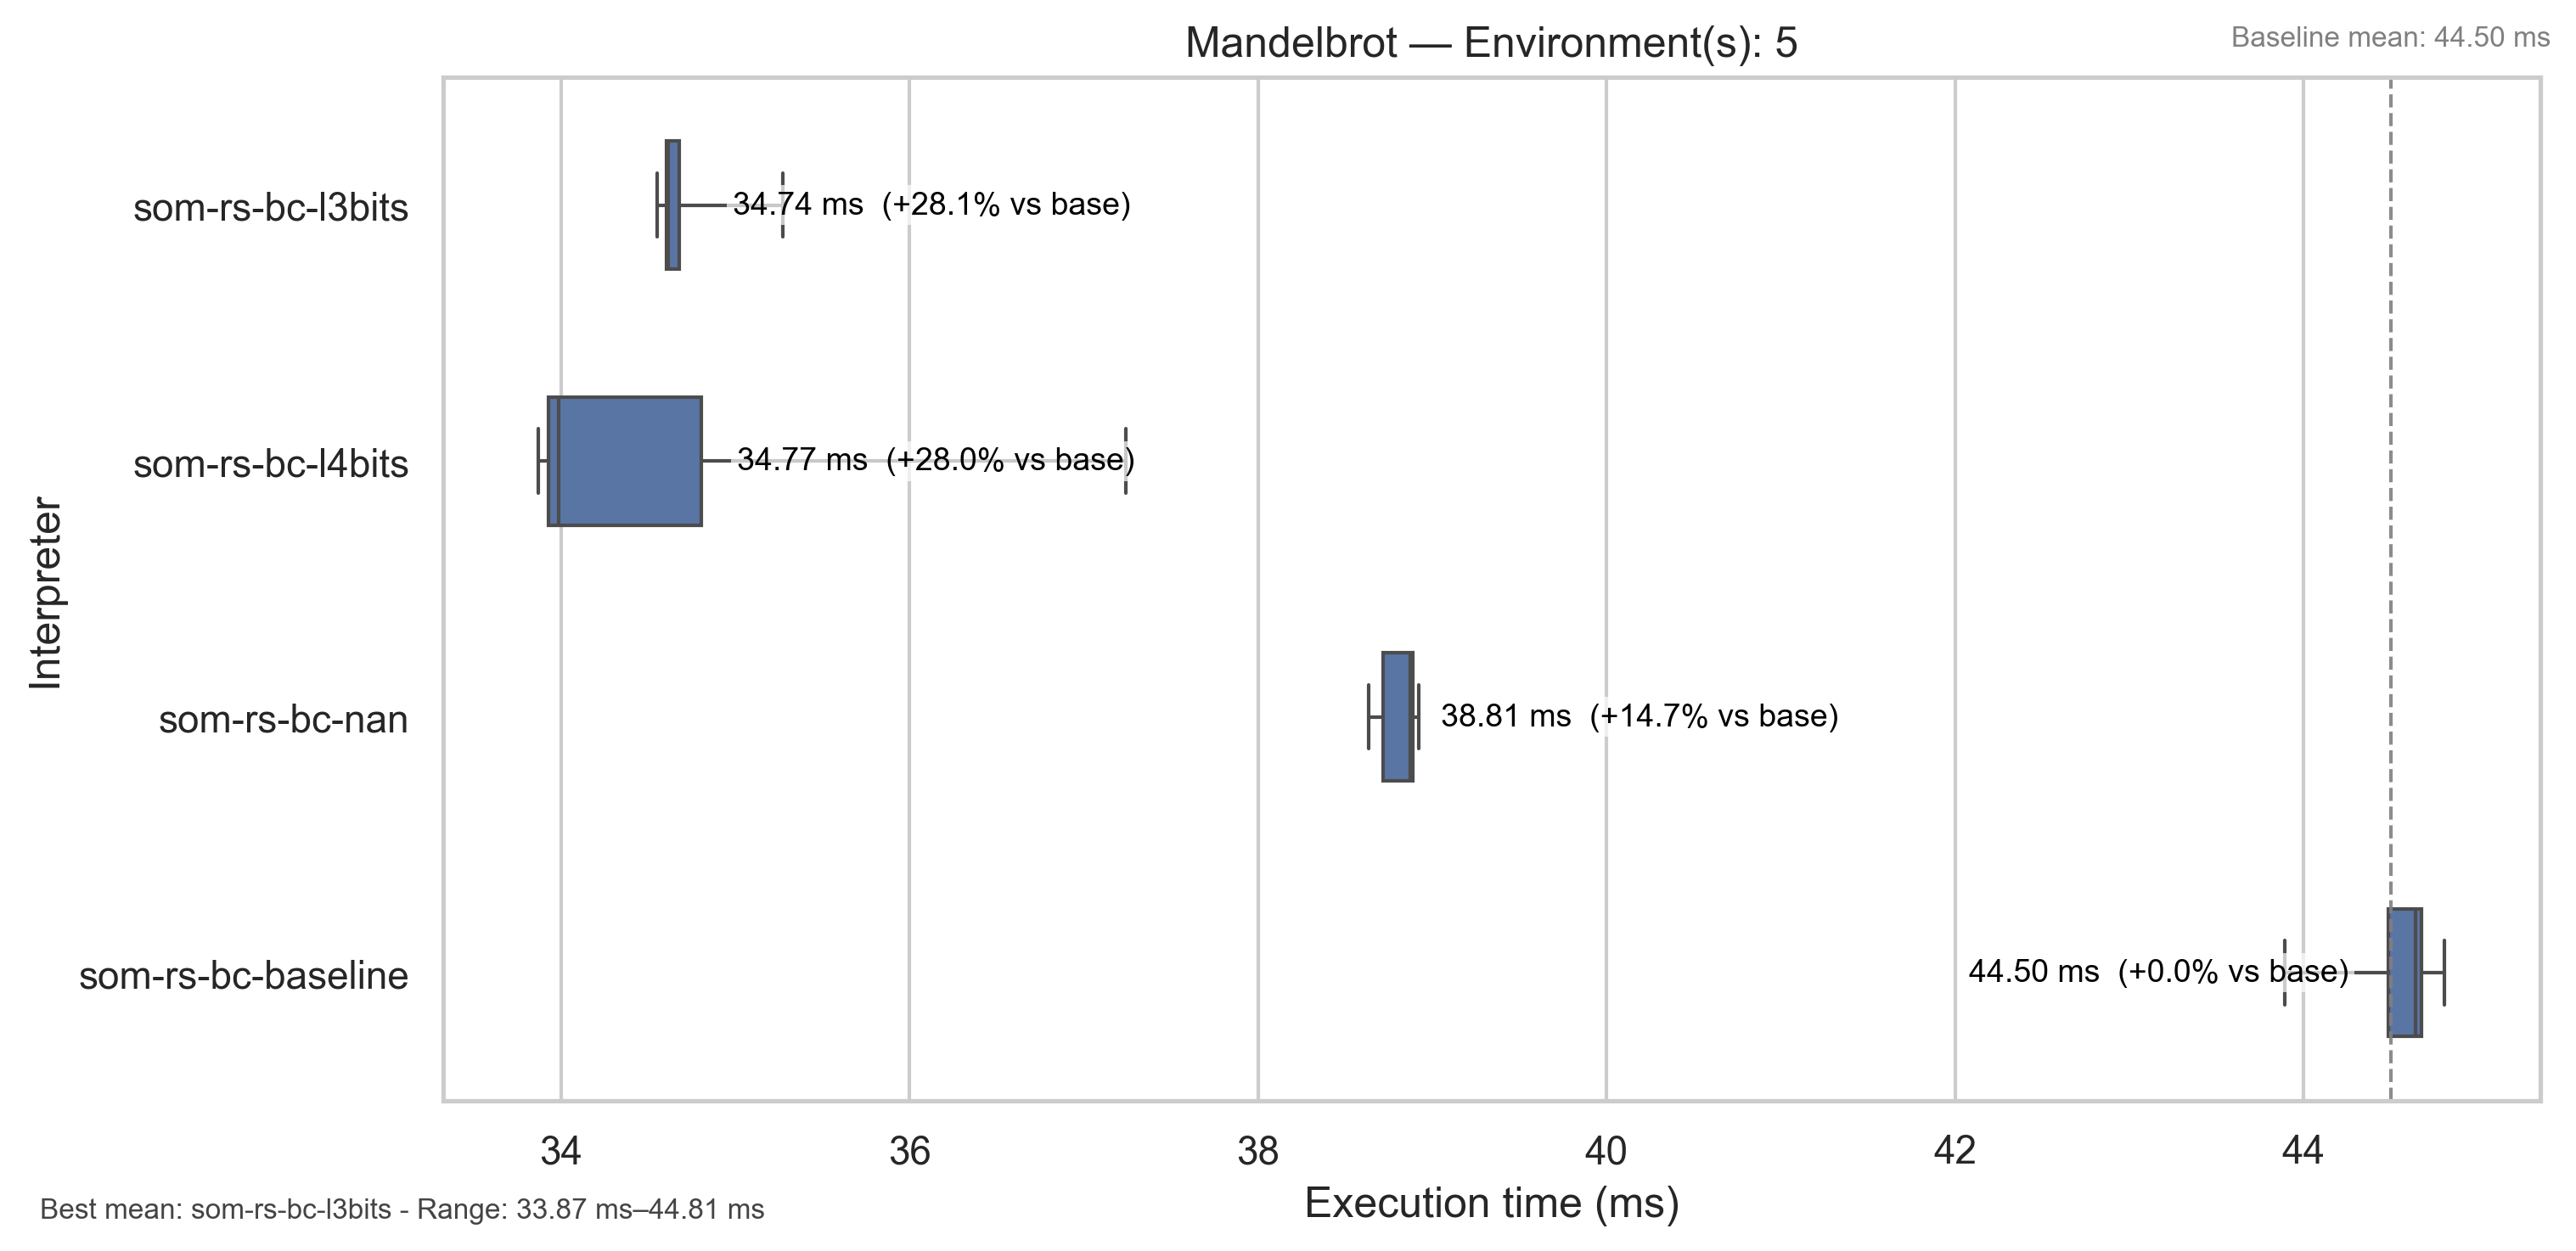 Mandelbrot — Environment(s): 5
Baseline mean: 44.50 ms
Interpreter
som-rs-bc-l3bits
34.74 ms  (+28.1% vs base)
som-rs-bc-l4bits
34.77 ms  (+28.0% vs base)
som-rs-bc-nan
38.81 ms  (+14.7% vs base)
som-rs-bc-baseline
44.50 ms  (+0.0% vs base)
34 36 38 40 42 44
Execution time (ms)
Best mean: som-rs-bc-l3bits - Range: 33.87 ms–44.81 ms